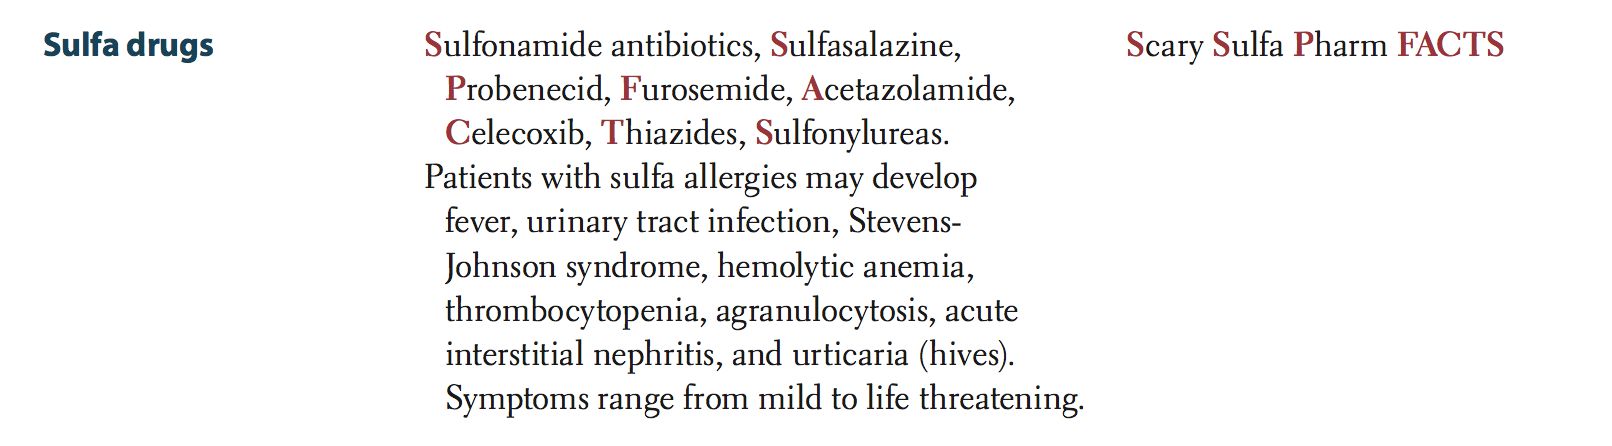 Sulfa drugs
Sulfonamide antibiotics, Sulfasalazine,
Probenecid, Furosemide, Acetazolamide,
Celecoxib, Thiazides, Sulfonylureas.
Patients with sulfa allergies may develop
fever, urinary tract infection, Stevens-
Johnson syndrome, hemolytic anemia,
thrombocytopenia, agranulocytosis, acute
interstitial nephritis, and urticaria (hives).
Symptoms range from mild to life threatening.
Scary Sulfa Pharm FACTS